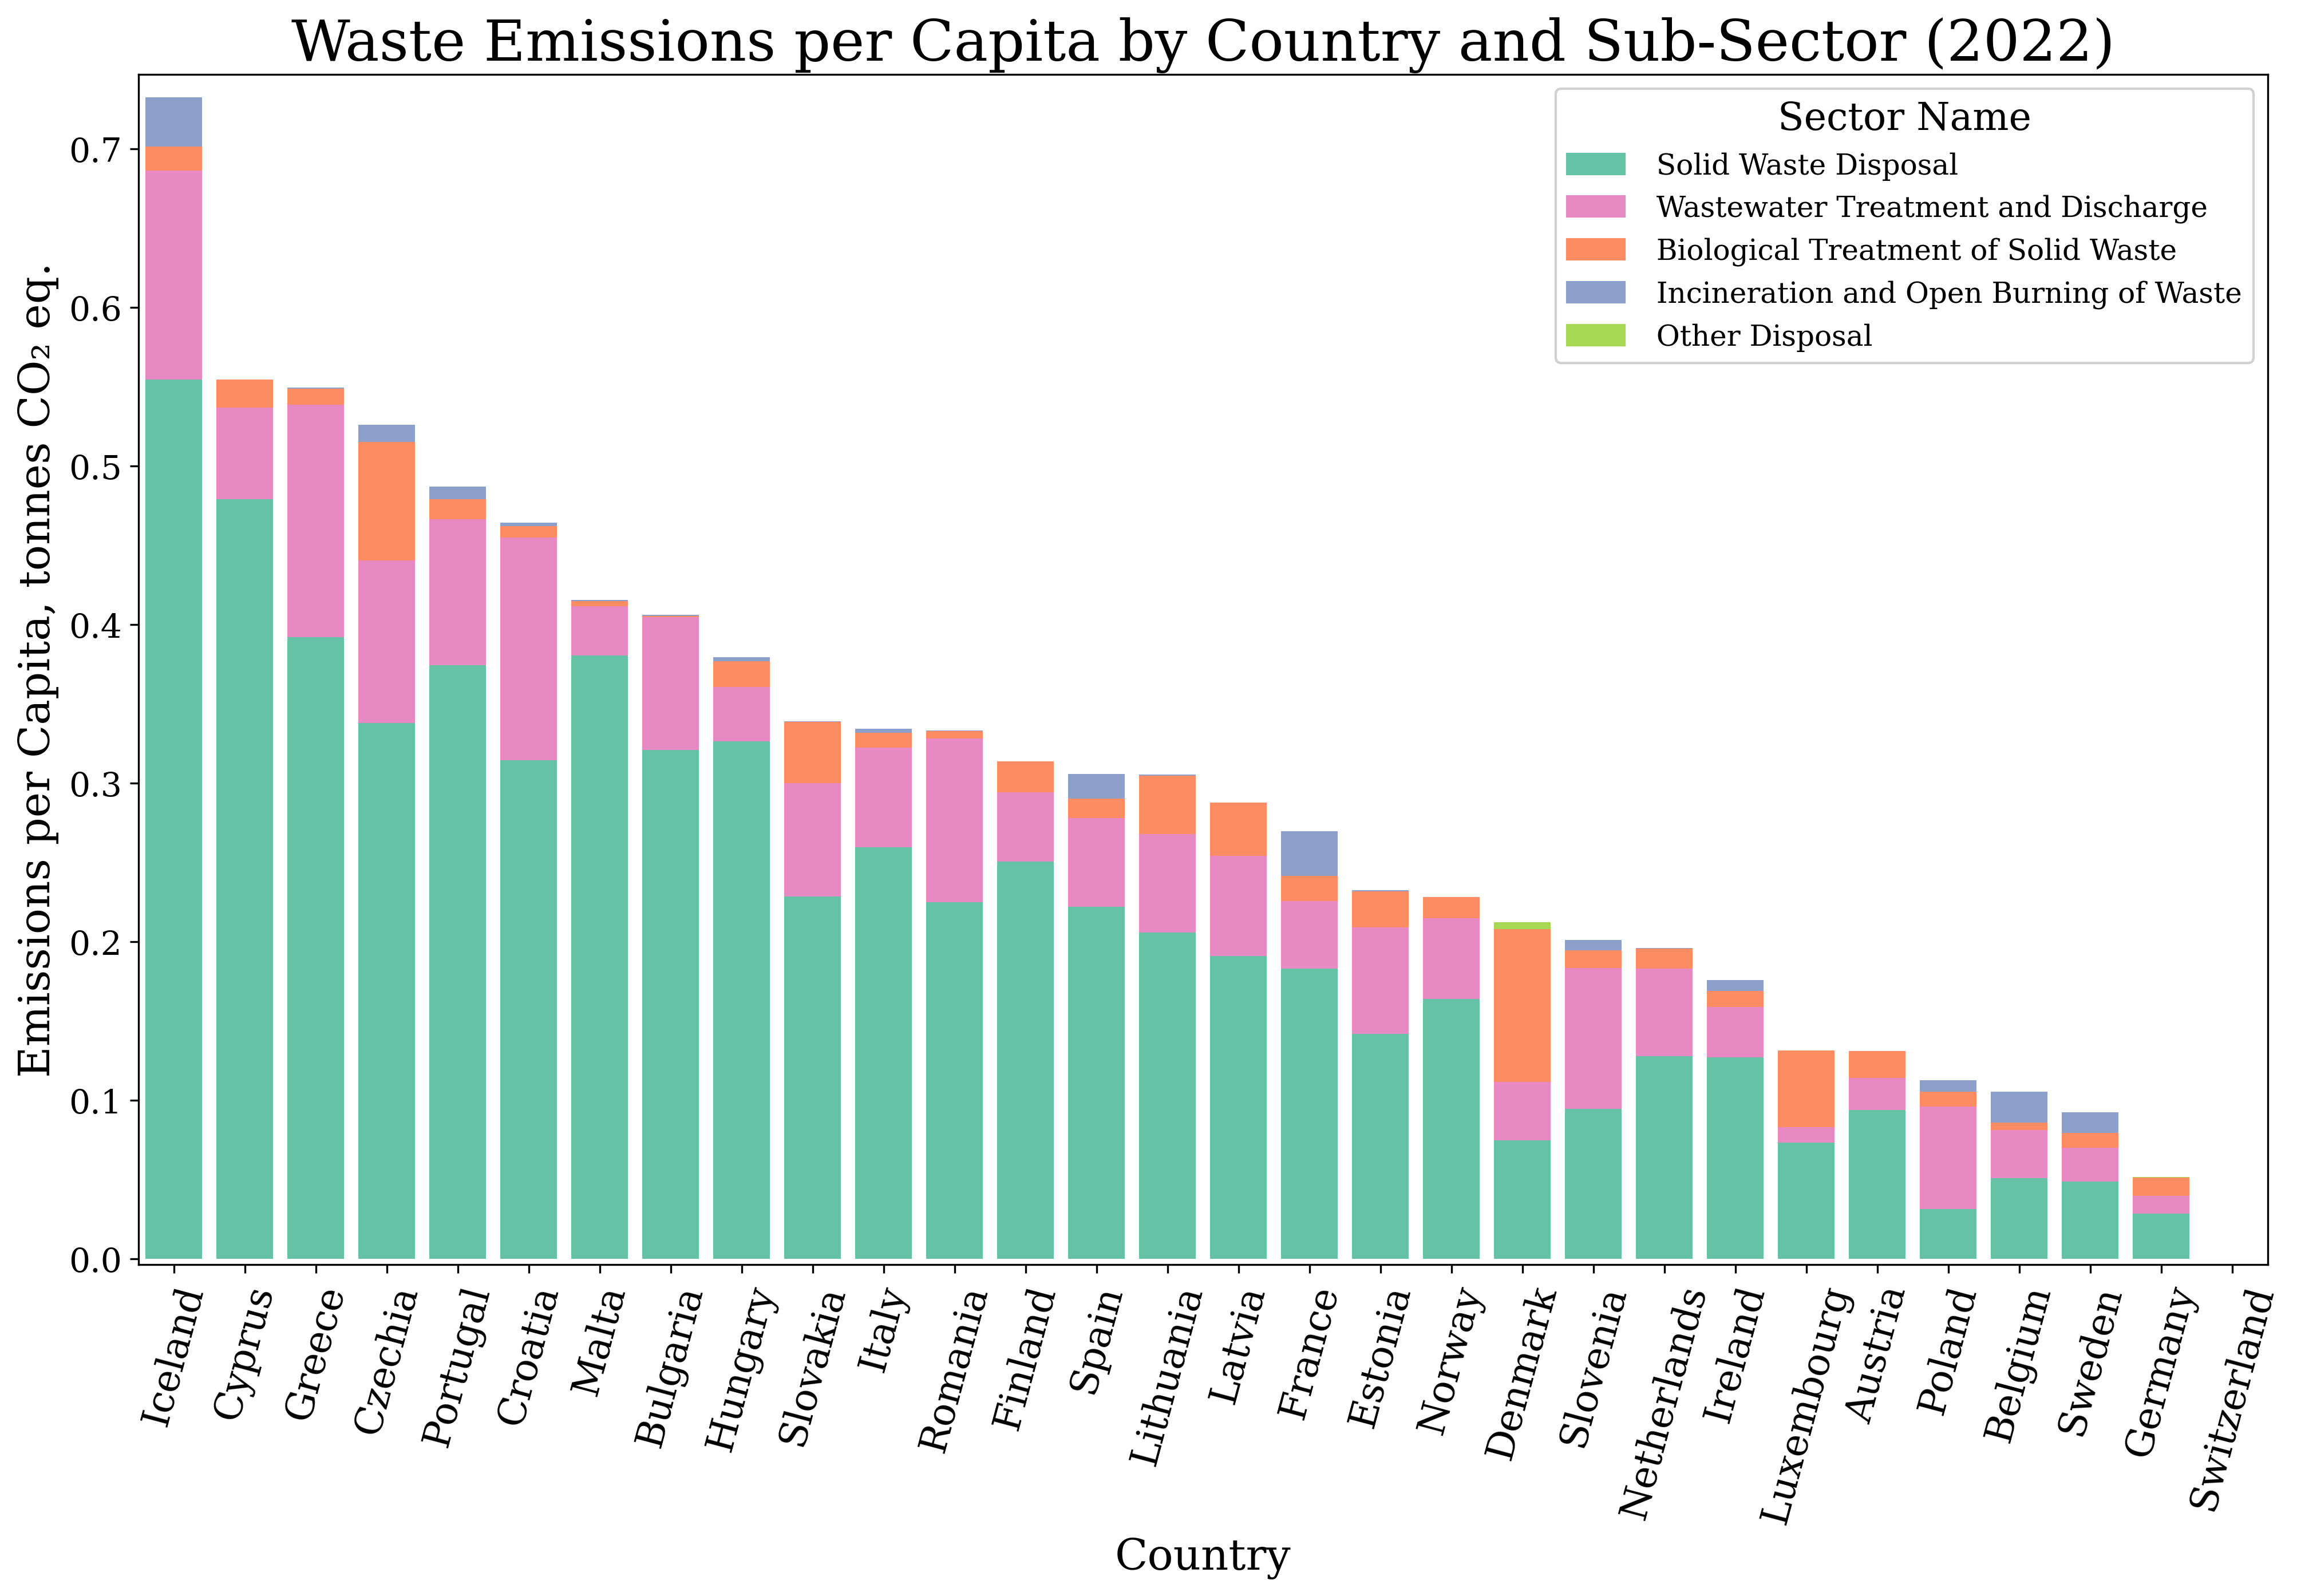 Waste Emissions per Capita by Country and Sub-Sector (2022)
Emissions per Capita, tonnes CO₂ eq.
0.7
0.6
0.5
0.4
0.3
0.2
0.1
0.0
Sector Name
Solid Waste Disposal
Wastewater Treatment and Discharge
Biological Treatment of Solid Waste
Incineration and Open Burning of Waste
Other Disposal
Iceland
Cyprus
Greece
Czechia
Portugal
Croatia
Malta
Bulgaria
Hungary
Slovakia
Italy
Romania
Finland
Spain
Lithuania
Latvia
France
Estonia
Norway
Denmark
Slovenia
Netherlands
Ireland
Luxembourg
Austria
Poland
Belgium
Sweden
Germany
Switzerland
Country